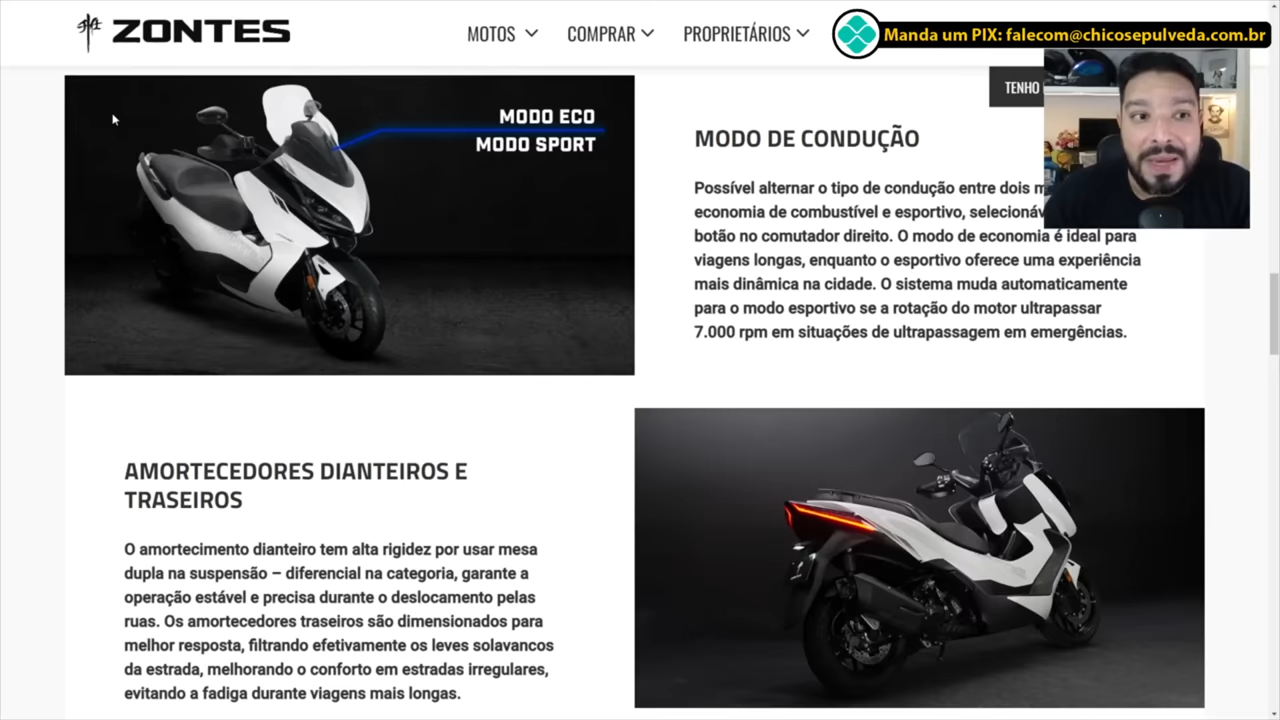 ZONTES
MOTOS
COMPRAR
PROPRIETÁRIOS
Manda um PIX: falecom@chicosepulveda.com.br
TENHO
MODO ECO
MODO SPORT
MODO DE CONDUÇÃO
Possível alternar o tipo de condução entre dois
economia de combustível e esportivo,
botão no comutador direito. O modo de economia é ideal para
viagens longas, enquanto o esportivo oferece uma experiência
mais dinâmica na cidade. O sistema muda automaticamente
para o modo esportivo se a rotação do motor ultrapassar
7.000 rpm em situações de ultrapassagem em emergências.
AMORTECEDORES DIANTEIROS E
TRASEIROS
O amortecimento dianteiro tem alta rigidez por usar mesa
dupla na suspensão – diferencial na categoria, garante a
operação estável e precisa durante o deslocamento pelas
ruas. Os amortecedores traseiros são dimensionados para
melhor resposta, filtrando efetivamente os leves solavancos
da estrada, melhorando o conforto em estradas irregulares,
evitando a fadiga durante viagens mais longas.